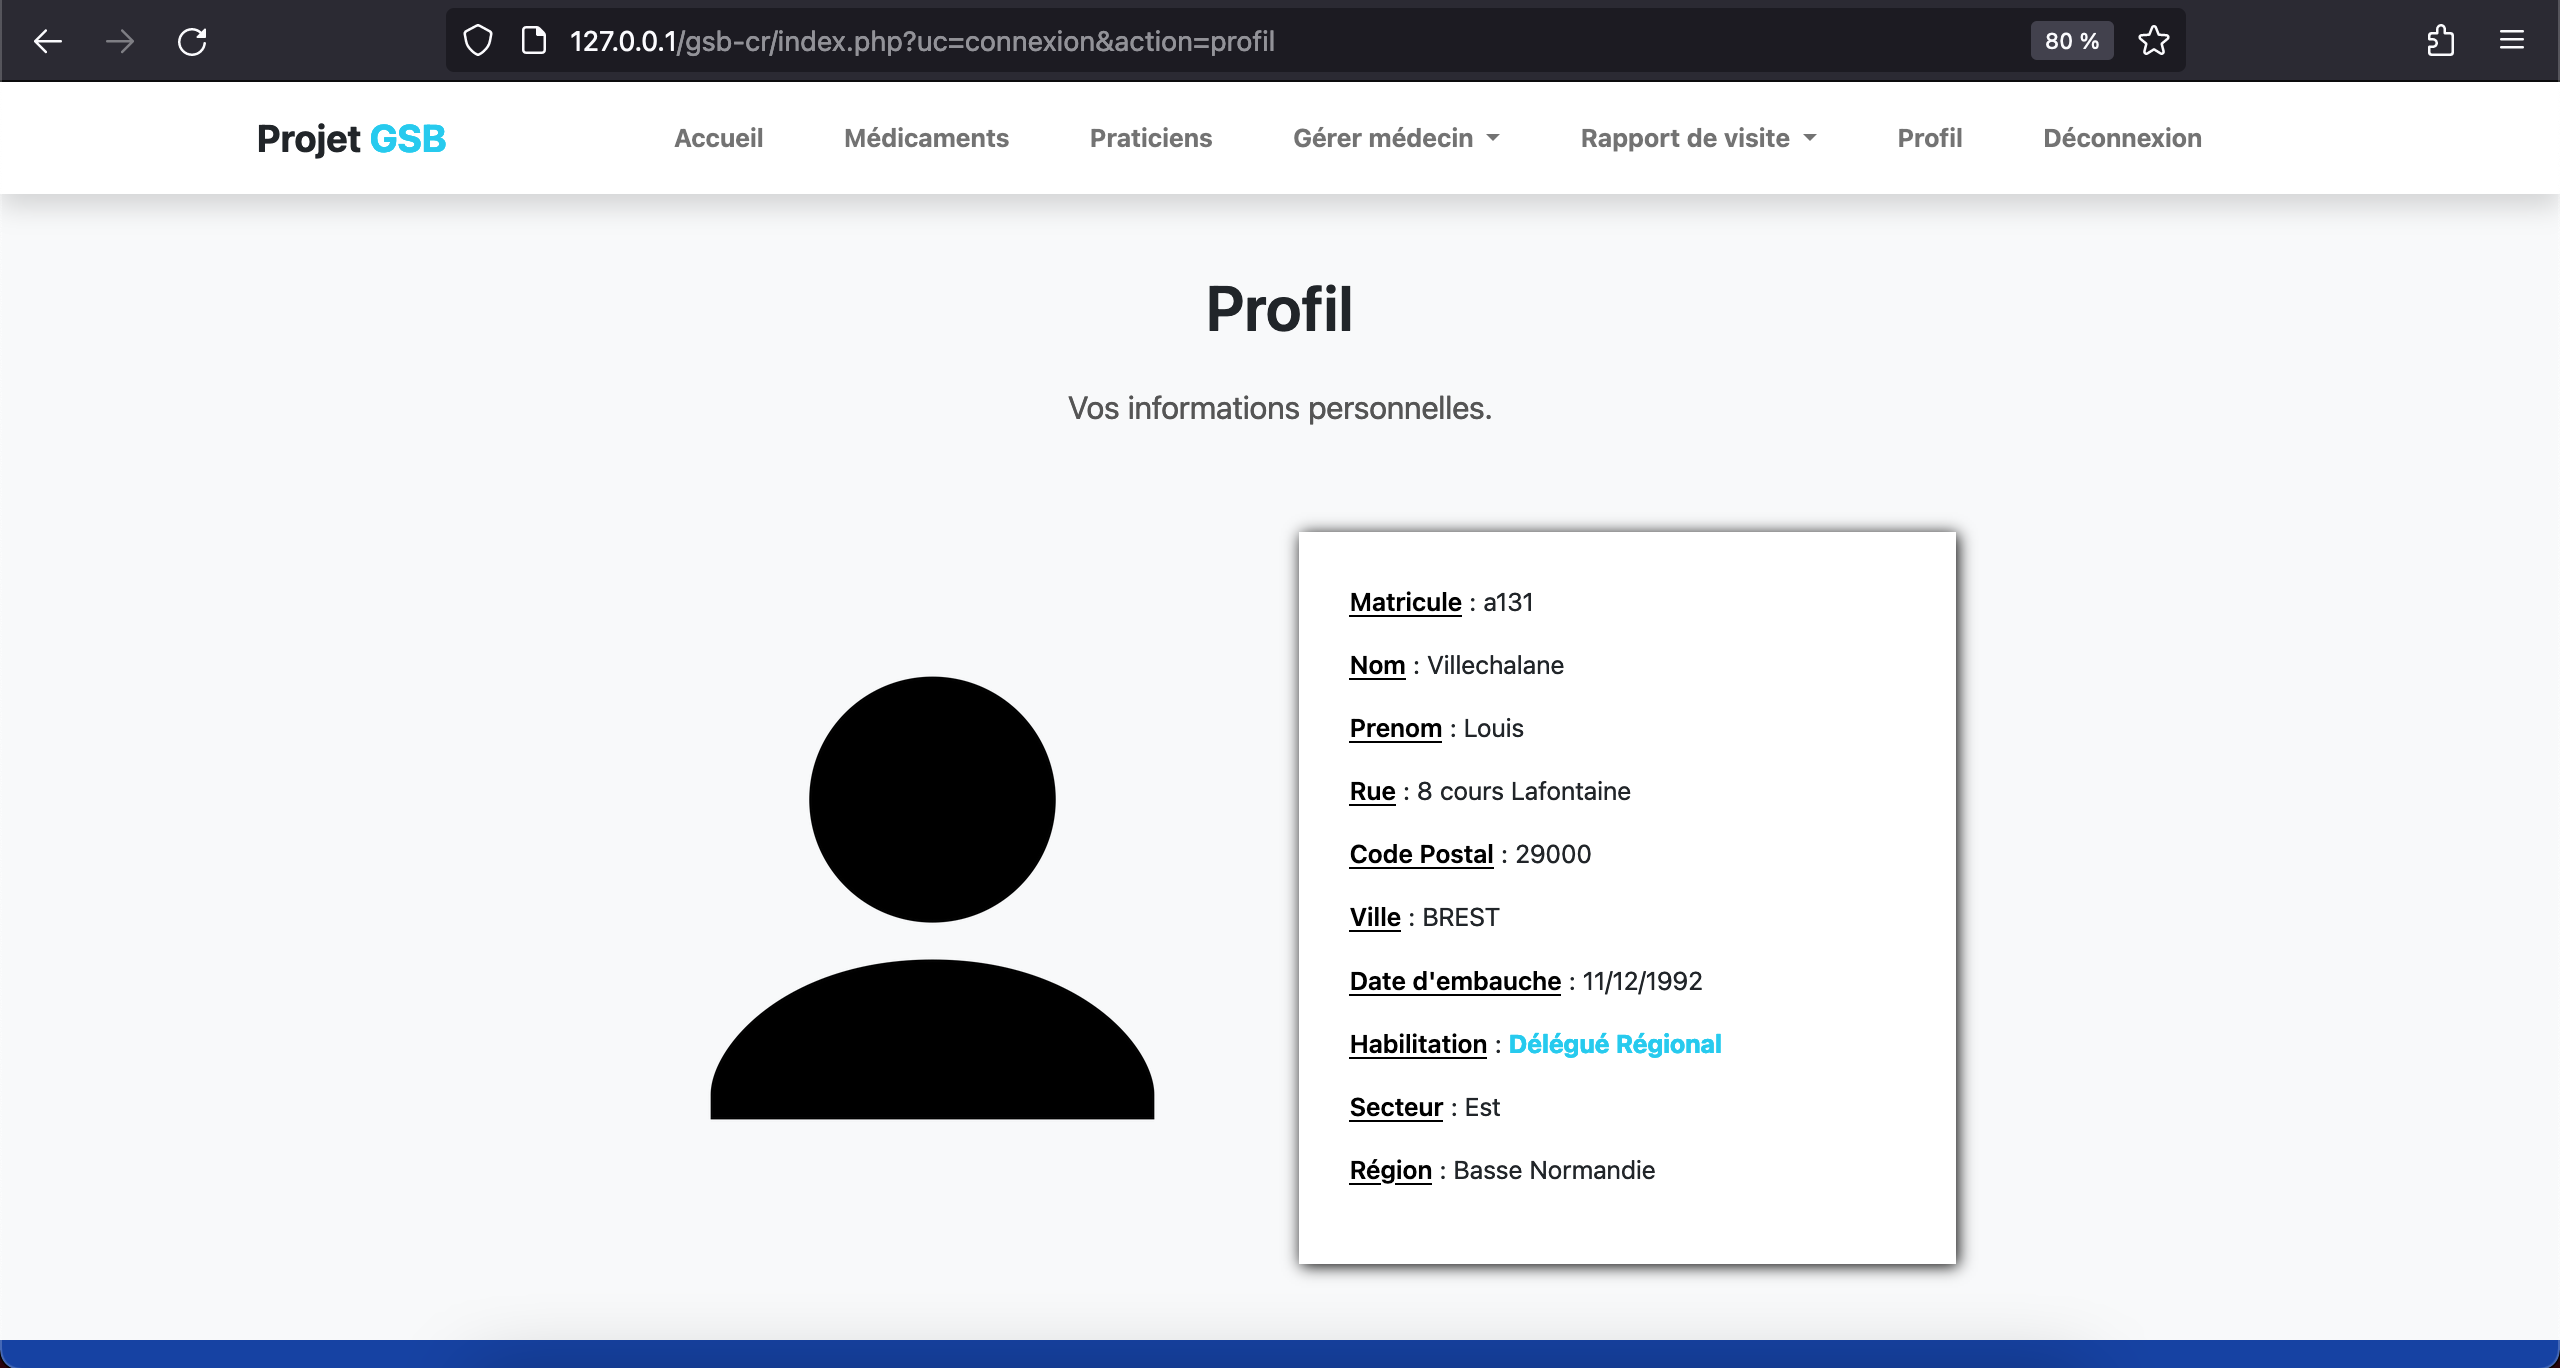 127.0.0.1/gsb-cr/index.php?uc=connexion&action=profil 80 %
Projet GSB Accueil Médicaments Praticiens Gérer médecin Rapport de visite Profil Déconnexion
Profil
Vos informations personnelles.
Matricule : a131
Nom : Villechalane
Prenom : Louis
Rue : 8 cours Lafontaine
Code Postal : 29000
Ville : BREST
Date d'embauche : 11/12/1992
Habilitation : Délégué Régional
Secteur : Est
Région : Basse Normandie